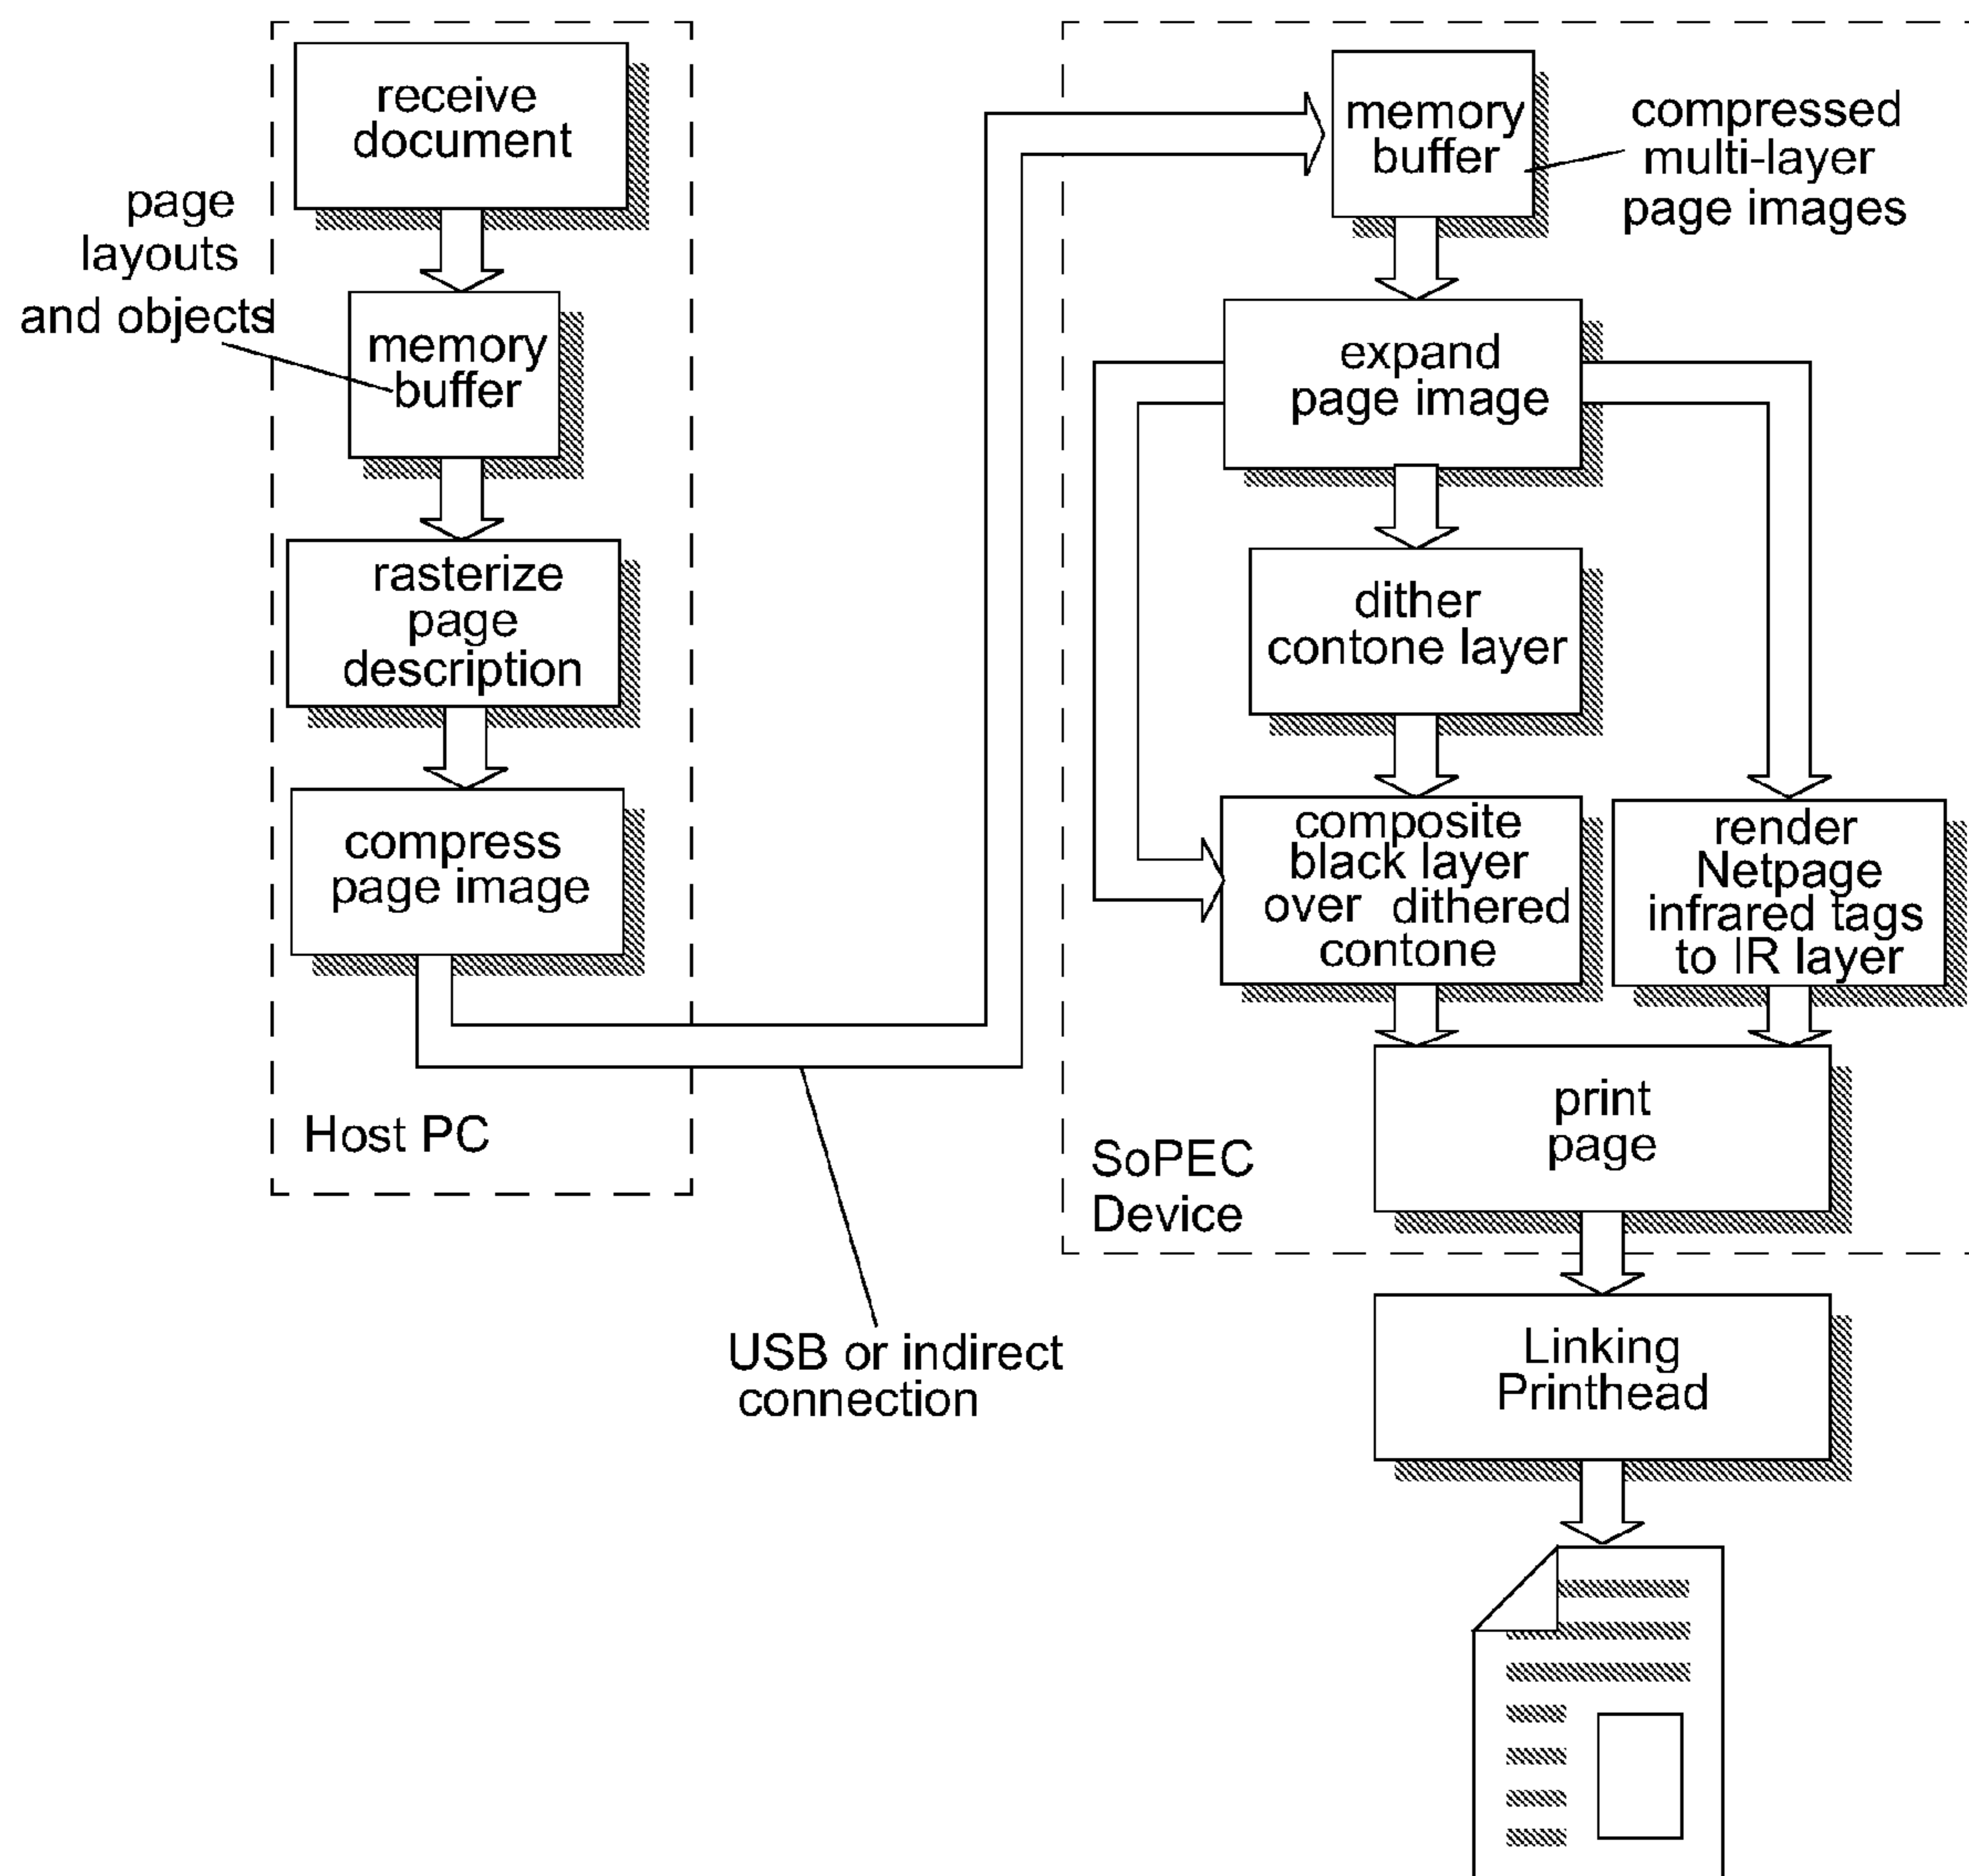 receive
document
page
layouts
and objects
memory
buffer
rasterize
page
description
compress
page image
Host PC
USB or indirect
connection
memory
buffer
compressed
multi-layer
page images
expand
page image
dither
contone layer
composite
black layer
over dithered
contone
render
Netpage
infrared tags
to IR layer
print
page
SoPEC
Device
Linking
Printhead